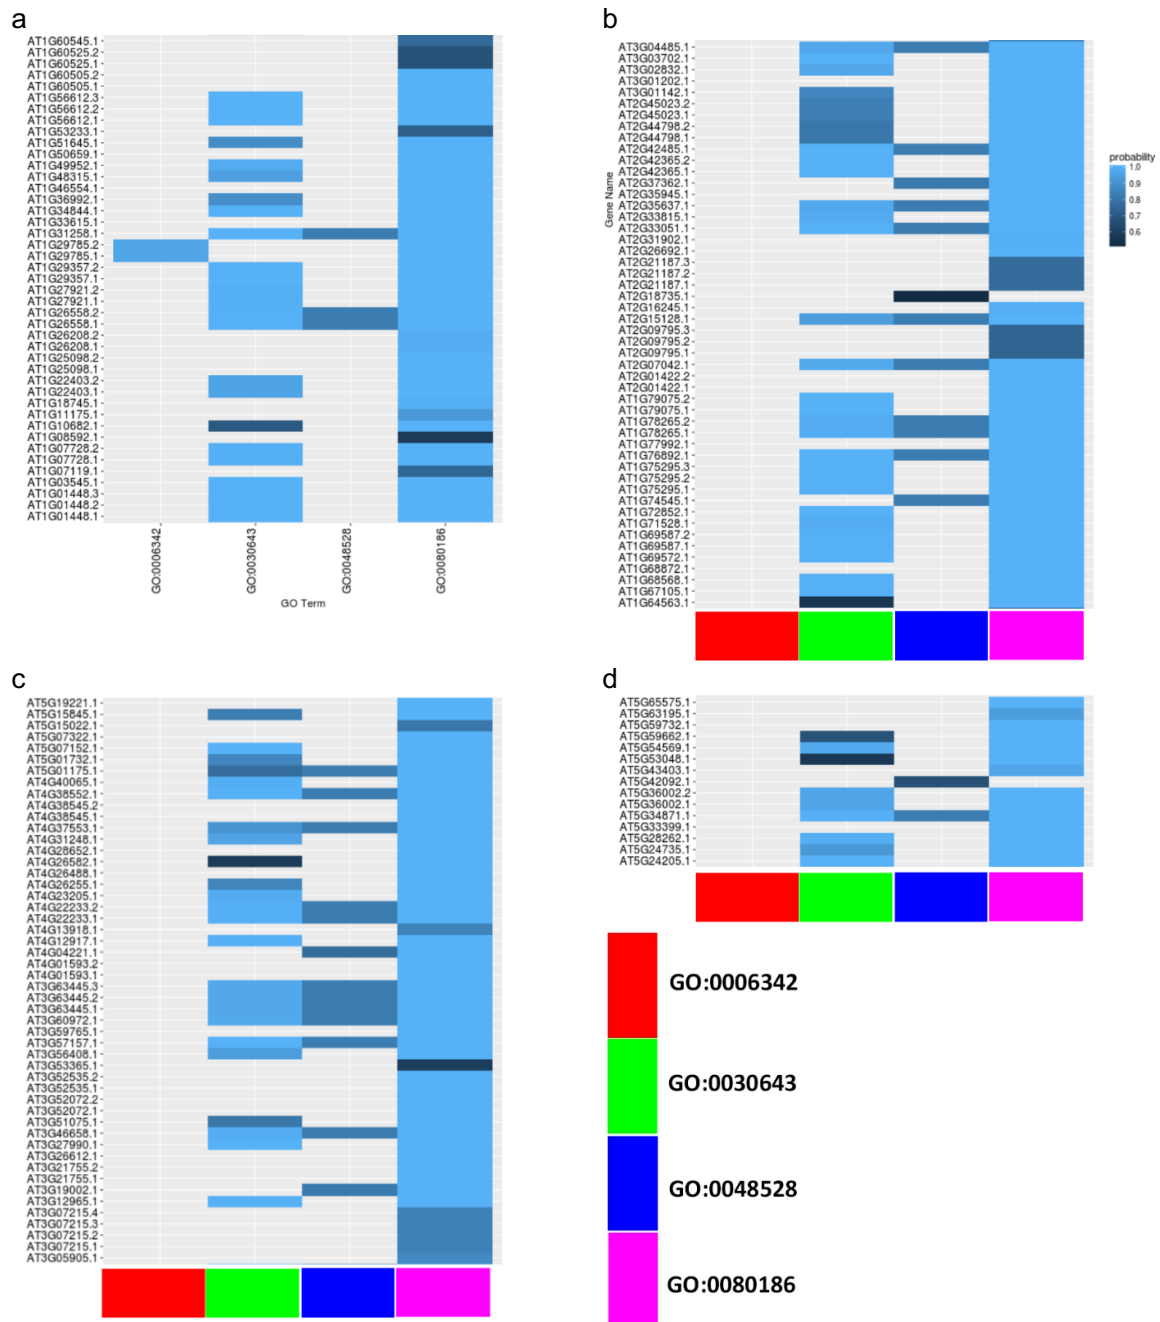 a
AT1G60545.1
AT1G60525.2
AT1G60525.1
AT1G60505.2
AT1G60505.1
AT1G56612.3
AT1G56612.2
AT1G56612.1
AT1G53233.1
AT1G51645.1
AT1G50659.1
AT1G49952.1
AT1G48315.1
AT1G46554.1
AT1G36992.1
AT1G34844.1
AT1G33615.1
AT1G31258.1
AT1G29785.2
AT1G29785.1
AT1G29357.2
AT1G29357.1
AT1G27921.2
AT1G27921.1
AT1G26558.2
AT1G26558.1
AT1G26208.2
AT1G26208.1
AT1G25098.2
AT1G25098.1
AT1G22403.2
AT1G22403.1
AT1G18745.1
AT1G11175.1
AT1G10682.1
AT1G08592.1
AT1G07728.2
AT1G07728.1
AT1G07119.1
AT1G03545.1
AT1G01448.3
AT1G01448.2
AT1G01448.1
GO:0006342
GO:0030643
GO:0048528
GO:0080186
GO Term
b
Gene Name
AT3G04485.1
AT3G03702.1
AT3G02832.1
AT3G01202.1
AT3G01142.1
AT2G45023.2
AT2G45023.1
AT2G44798.2
AT2G44798.1
AT2G42485.1
AT2G42365.2
AT2G42365.1
AT2G37362.1
AT2G35945.1
AT2G35637.1
AT2G33815.1
AT2G33051.1
AT2G31902.1
AT2G26692.1
AT2G21187.3
AT2G21187.2
AT2G21187.1
AT2G18735.1
AT2G16245.1
AT2G15128.1
AT2G09795.3
AT2G09795.2
AT2G09795.1
AT2G07042.1
AT2G01422.2
AT2G01422.1
AT1G79075.2
AT1G79075.1
AT1G78265.2
AT1G78265.1
AT1G77992.1
AT1G76892.1
AT1G75295.3
AT1G75295.2
AT1G75295.1
AT1G74545.1
AT1G72852.1
AT1G71528.1
AT1G69587.2
AT1G69587.1
AT1G69572.1
AT1G68872.1
AT1G68568.1
AT1G67105.1
AT1G64563.1
probability
1.0
0.9
0.8
0.7
0.6
c
AT5G19221.1
AT5G15845.1
AT5G15022.1
AT5G07322.1
AT5G07152.1
AT5G01732.1
AT5G01175.1
AT4G40065.1
AT4G38552.1
AT4G38545.2
AT4G38545.1
AT4G37553.1
AT4G31248.1
AT4G28652.1
AT4G26582.1
AT4G26488.1
AT4G26255.1
AT4G23205.1
AT4G22233.2
AT4G22233.1
AT4G13918.1
AT4G12917.1
AT4G04221.1
AT4G01593.2
AT4G01593.1
AT3G63445.3
AT3G63445.2
AT3G63445.1
AT3G60972.1
AT3G59765.1
AT3G57157.1
AT3G56408.1
AT3G53365.1
AT3G52535.2
AT3G52535.1
AT3G52072.2
AT3G52072.1
AT3G51075.1
AT3G46658.1
AT3G27990.1
AT3G26612.1
AT3G21755.2
AT3G21755.1
AT3G19002.1
AT3G12965.1
AT3G07215.4
AT3G07215.3
AT3G07215.2
AT3G07215.1
AT3G05905.1
d
AT5G65575.1
AT5G63195.1
AT5G59732.1
AT5G59662.1
AT5G54569.1
AT5G53048.1
AT5G43403.1
AT5G42092.1
AT5G36002.2
AT5G36002.1
AT5G34871.1
AT5G33399.1
AT5G28262.1
AT5G24735.1
AT5G24205.1
GO:0006342
GO:0030643
GO:0048528
GO:0080186